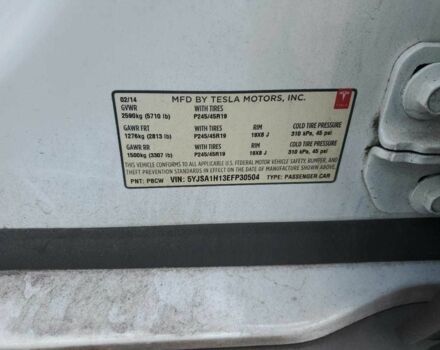 02/14 MFD BY TESLA MOTORS, INC.
GVWR WITH TIRES
2590kg (5710 lb) P245/45R19
GAWR FRT WITH TIRES RIM COLD TIRE PRESSURE
1276kg (2813 lb) P245/45R19 19X8 J 310 kPa, 45 psi
GAWR RR WITH TIRES RIM COLD TIRE PRESSURE
1500kg (3307 lb) P245/45R19 19X8 J 310 kPa, 45 psi
THIS VEHICLE CONFORMS TO ALL APPLICABLE U.S. FEDERAL MOTOR VEHICLE SAFETY, BUMPER, AND
THEFT PREVENTION STANDARDS IN EFFECT ON THE DATE OF MANUFACTURE SHOWN ABOVE.
PNT: PBCW VIN: 5YJSA1H13EFP30504 TYPE: PASSENGER CAR